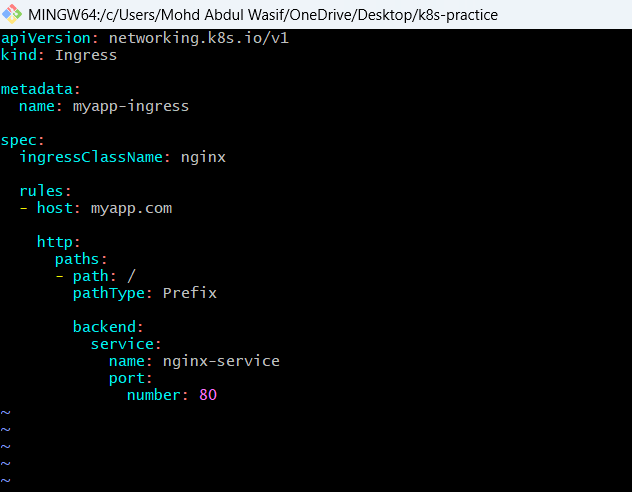 MINGW64:/c/Users/Mohd Abdul Wasif/OneDrive/Desktop/k8s-practice
apiVersion: networking.k8s.io/v1
kind: Ingress
metadata:
  name: myapp-ingress
spec:
  ingressClassName: nginx
  rules:
  - host: myapp.com
    http:
      paths:
      - path: /
        pathType: Prefix
        backend:
          service:
            name: nginx-service
            port:
              number: 80
~
~
~
~
~